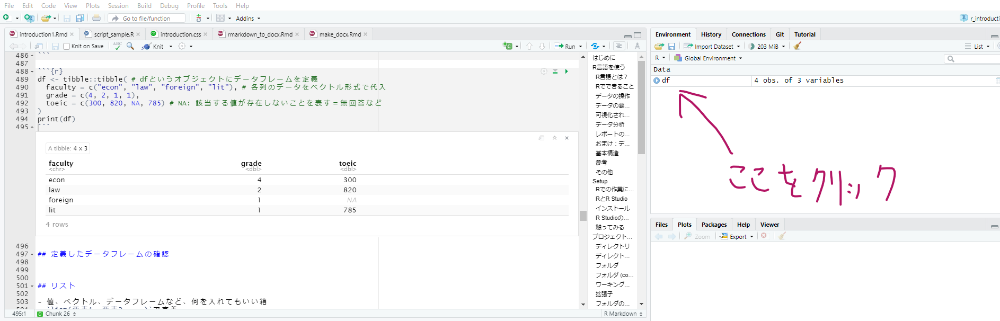 File Edit Code View Plots Session Build Debug Profile Tools Help
Go to file/function Addins r_introducti
introduction1.Rmd script_sample.R introduction.css rmarkdown_to_docx.Rmd make_docx.Rmd
Knit on Save ABC Knit Run
486 ```
487
488 ```{r}
489 df <- tibble::tibble( # dfというオブジェクトにデータフレームを定義
490 faculty = c("econ", "law", "foreign", "lit"), # 各列のデータをベクトル形式で代入
491 grade = c(4, 2, 1, 1),
492 toeic = c(300, 820, NA, 785) # NA: 該当する値が存在しないことを表す=無回答など
493 )
494 print(df)
495 ```
A tibble: 4 x 3
faculty grade toeic
<chr> <dbl> <dbl>
econ 4 300
law 2 820
foreign 1 NA
lit 1 785
4 rows
496
497 ## 定義したデータフレームの確認
498
499
500
501 ## リスト
502
503 - 値、ベクトル、データフレームなど、何を入れてもいい箱
495:1 Chunk 26 R Markdown
はじめに
R言語を使う
R言語とは？
Rでできること
データの操作
データの要...
可視化され...
データ分析
レポートの...
おまけ：デ...
基本構造
参考
その他
Setup
Rでの作業に...
RとR Studio
インストール
R Studioの...
触ってみる
プロジェクト...
ディレクトリ
ディレクト...
フォルダ
フォルダ (co...
ワーキング...
拡張子
フォルダの...
Environment History Connections Git Tutorial
Import Dataset 203 MiB List
R Global Environment
Data
df 4 obs. of 3 variables
ここをクリック
Files Plots Packages Help Viewer
Zoom Export